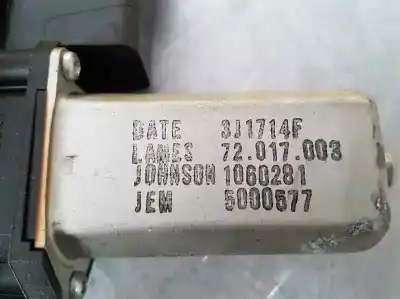 DATE 3J1714F
LAMES 72.017.003
JOHNSON 1060281
JEM 5000677